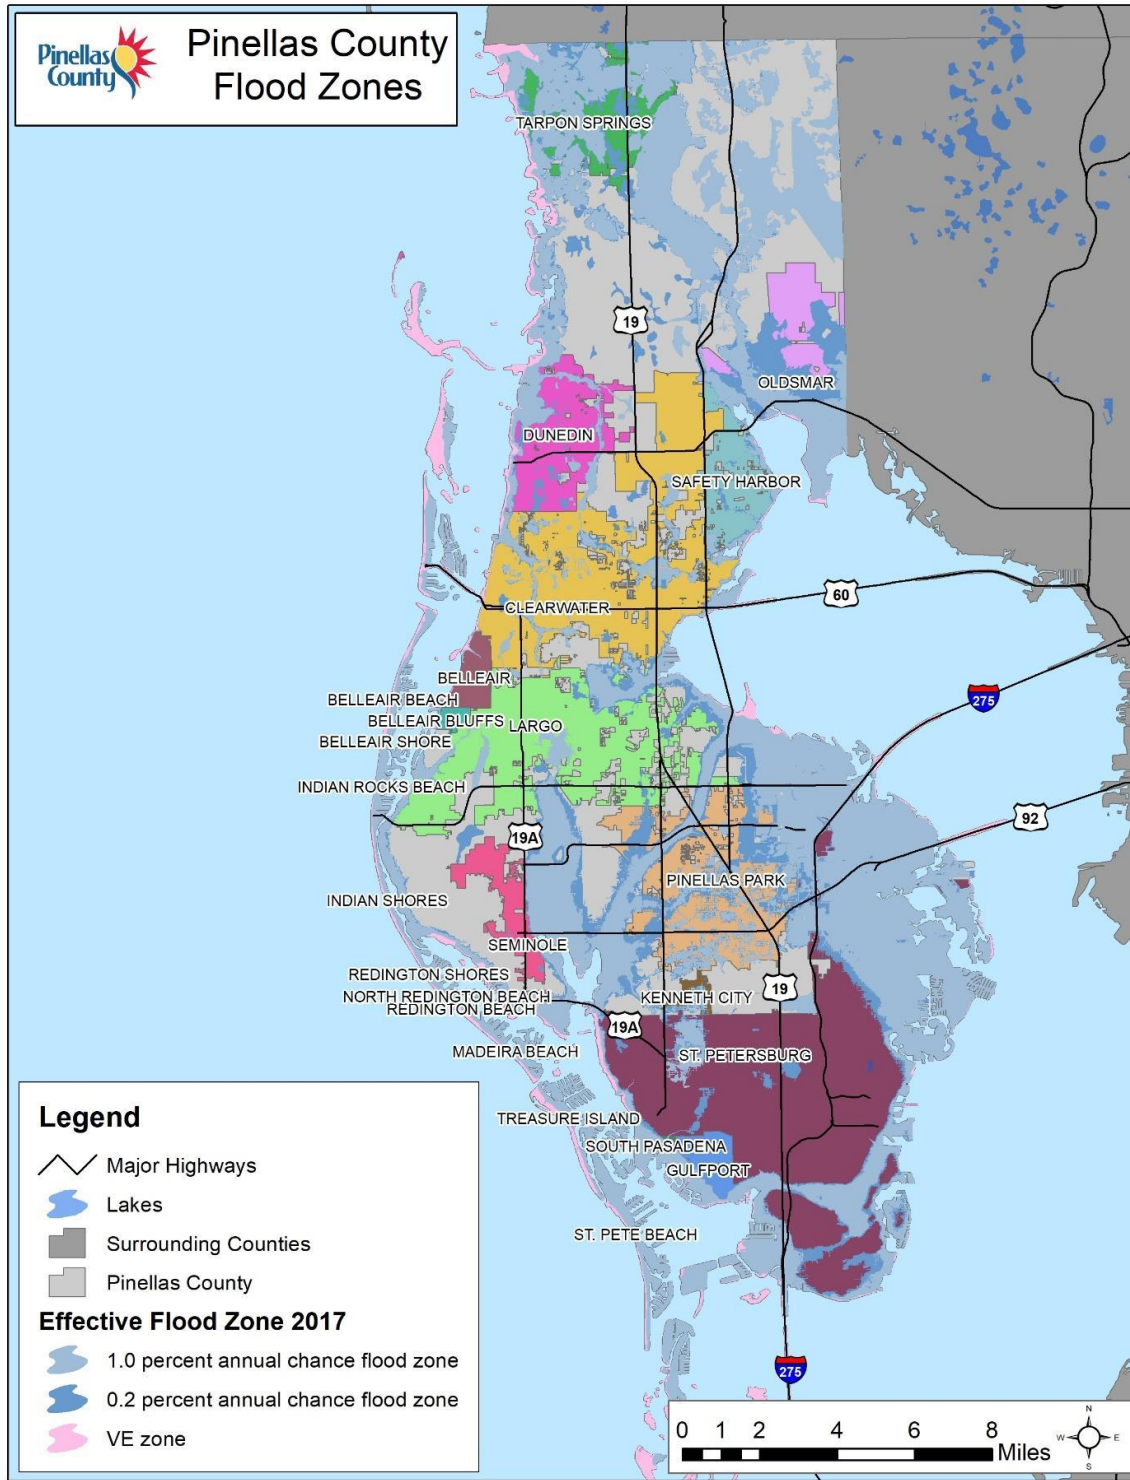 Pinellas
County
Pinellas County
Flood Zones
TARPON SPRINGS
19
OLDSMAR
DUNEDIN
SAFETY HARBOR
60
CLEARWATER
BELLEAIR
BELLEAIR BEACH
275
BELLEAIR BLUFFS
LARGO
BELLEAIR SHORE
INDIAN ROCKS BEACH
92
19A
PINELLAS PARK
INDIAN SHORES
SEMINOLE
REDINGTON SHORES
19
NORTH REDINGTON BEACH
KENNETH CITY
REDINGTON BEACH
19A
MADEIRA BEACH
ST. PETERSBURG
TREASURE ISLAND
SOUTH PASADENA
GULFPORT
ST. PETE BEACH
275
Legend
Major Highways
Lakes
Surrounding Counties
Pinellas County
Effective Flood Zone 2017
1.0 percent annual chance flood zone
0.2 percent annual chance flood zone
VE zone
0 1 2 4 6 8
Miles
N
W E
S